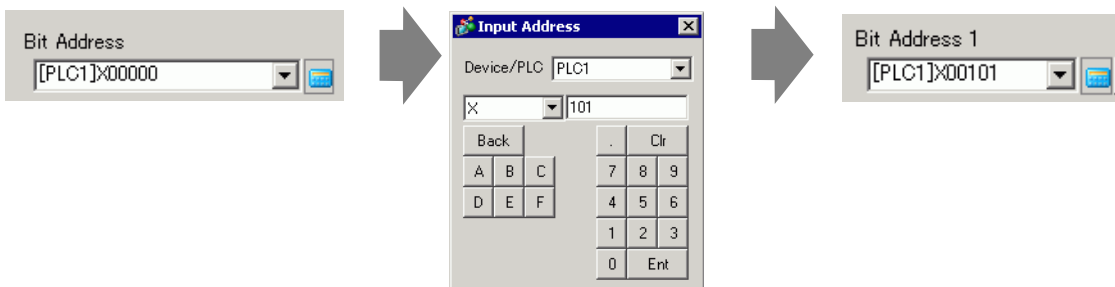 Bit Address
[PLC1]X00000
Input Address
Device/PLC PLC1
X 101
Back . Clr
A B C 7 8 9
D E F 4 5 6
1 2 3
0 Ent
Bit Address 1
[PLC1]X00101